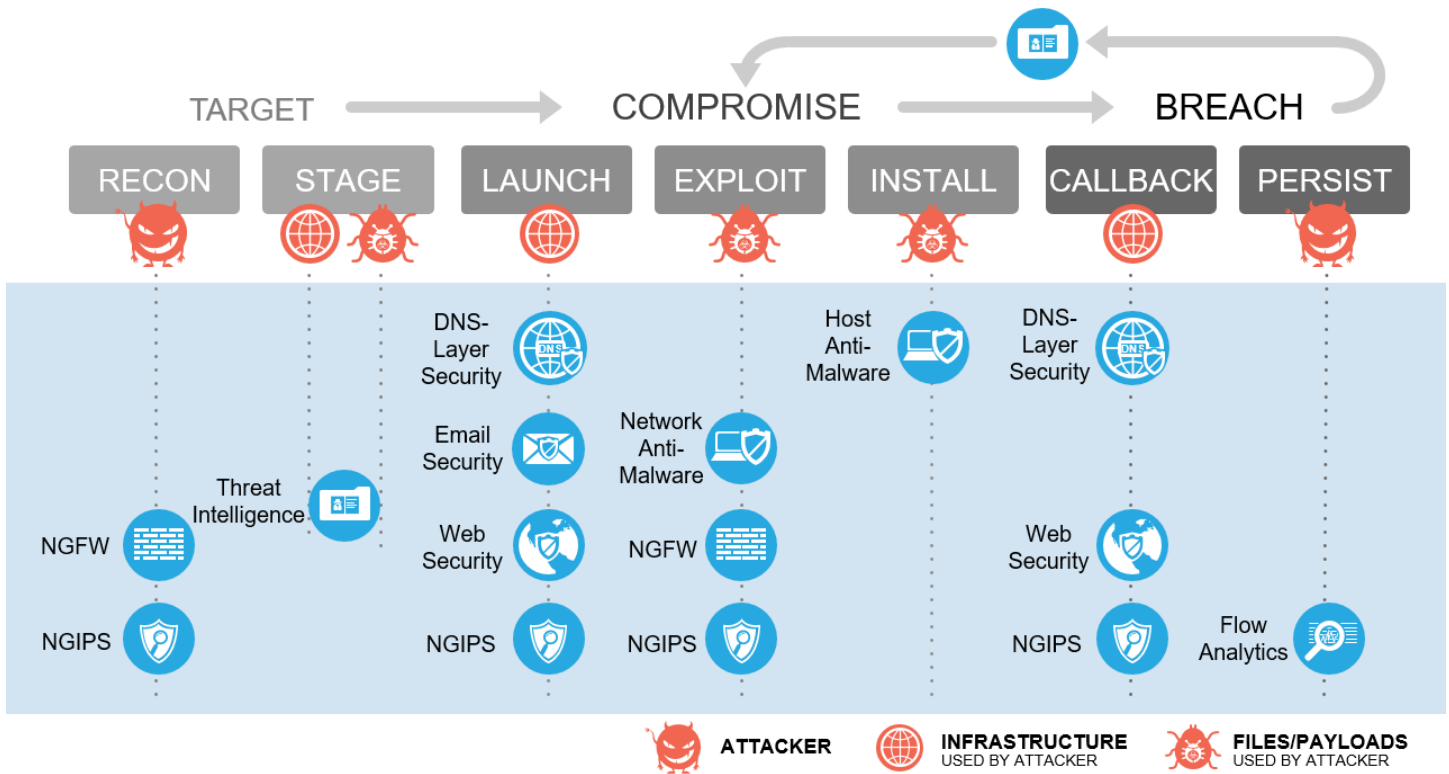 TARGET
COMPROMISE
BREACH
RECON
STAGE
LAUNCH
EXPLOIT
INSTALL
CALLBACK
PERSIST
NGFW
NGIPS
Threat
Intelligence
DNS-
Layer
Security
DNS
Email
Security
Web
Security
NGIPS
Network
Anti-
Malware
NGFW
NGIPS
Host
Anti-
Malware
DNS-
Layer
Security
DNS
Web
Security
NGIPS
Flow
Analytics
ATTACKER
INFRASTRUCTURE
USED BY ATTACKER
FILES/PAYLOADS
USED BY ATTACKER